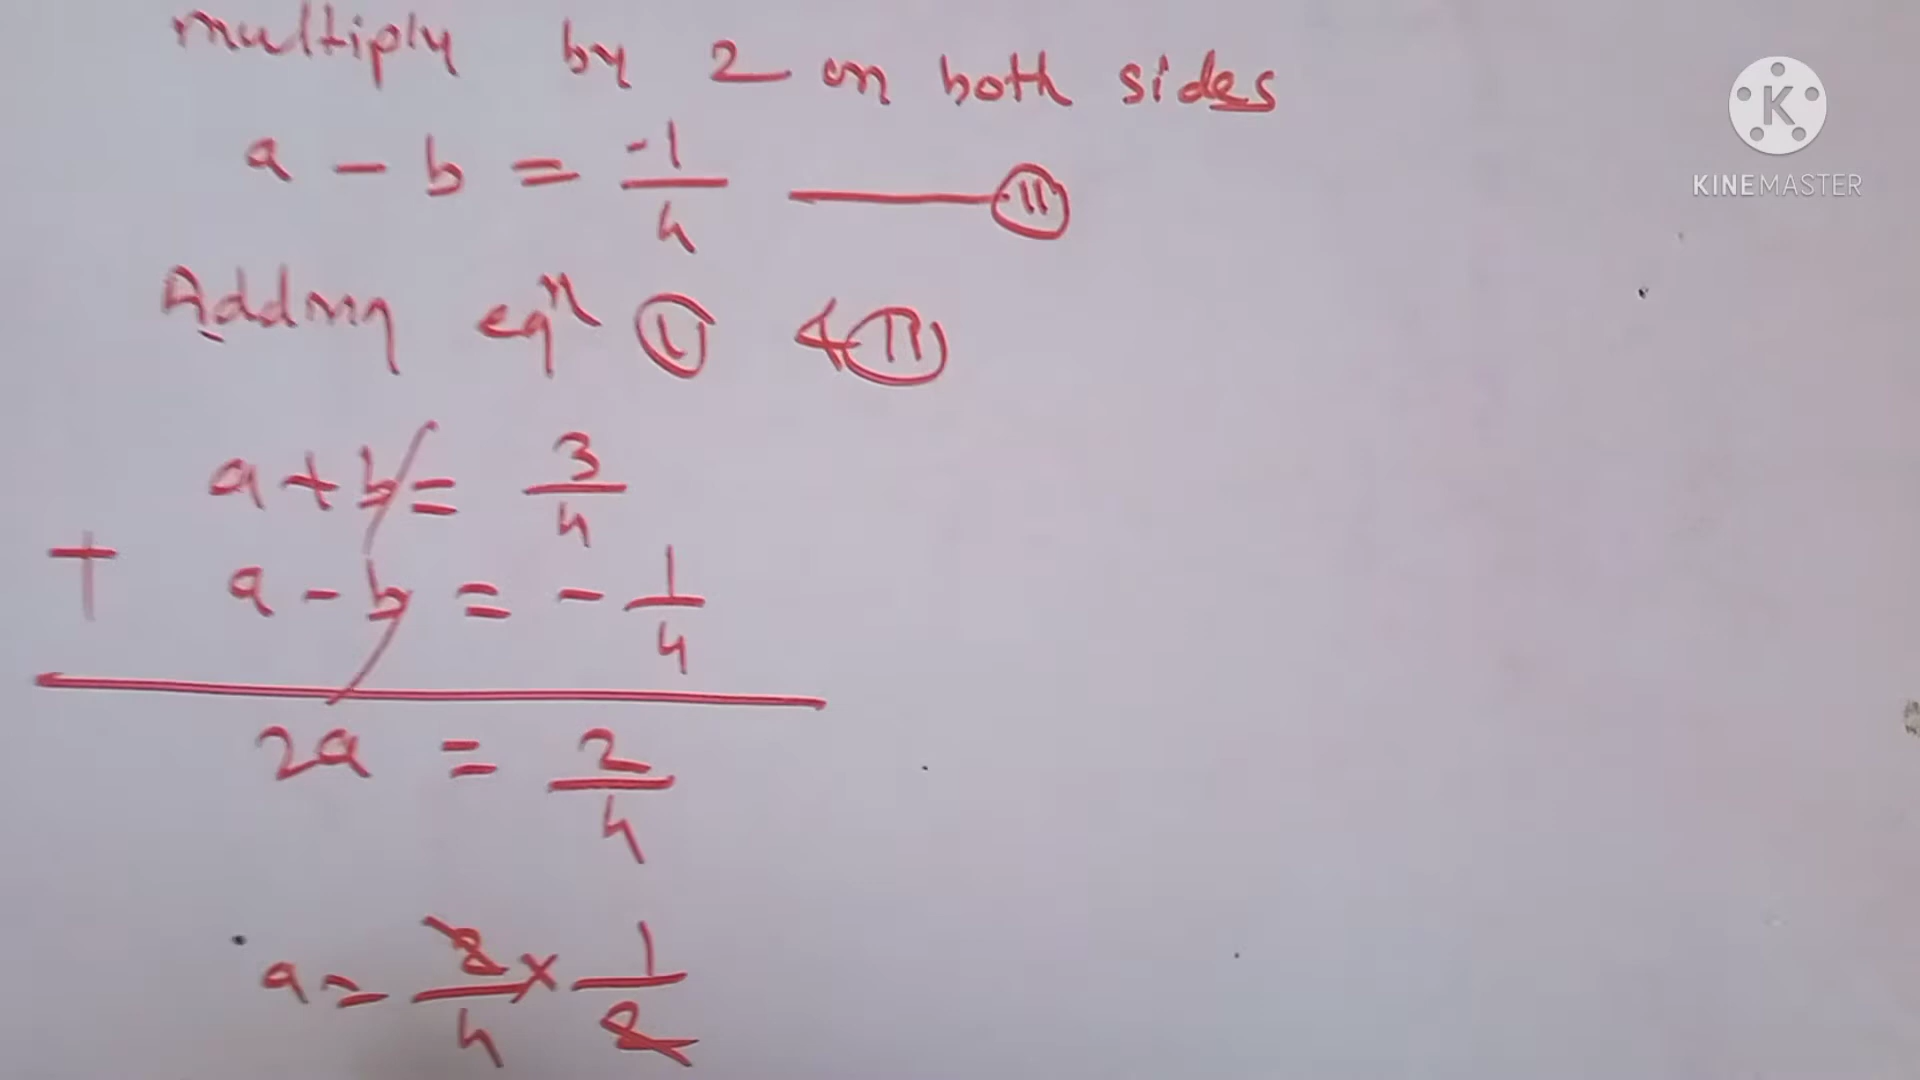 multiply by 2 on both sides
a - b = -1/4 ——— II
Adding eqn I & II
a + b = 3/4
+ a - b = - 1/4
2a = 2/4
a = 2/4 × 1/2
K
KINEMASTER